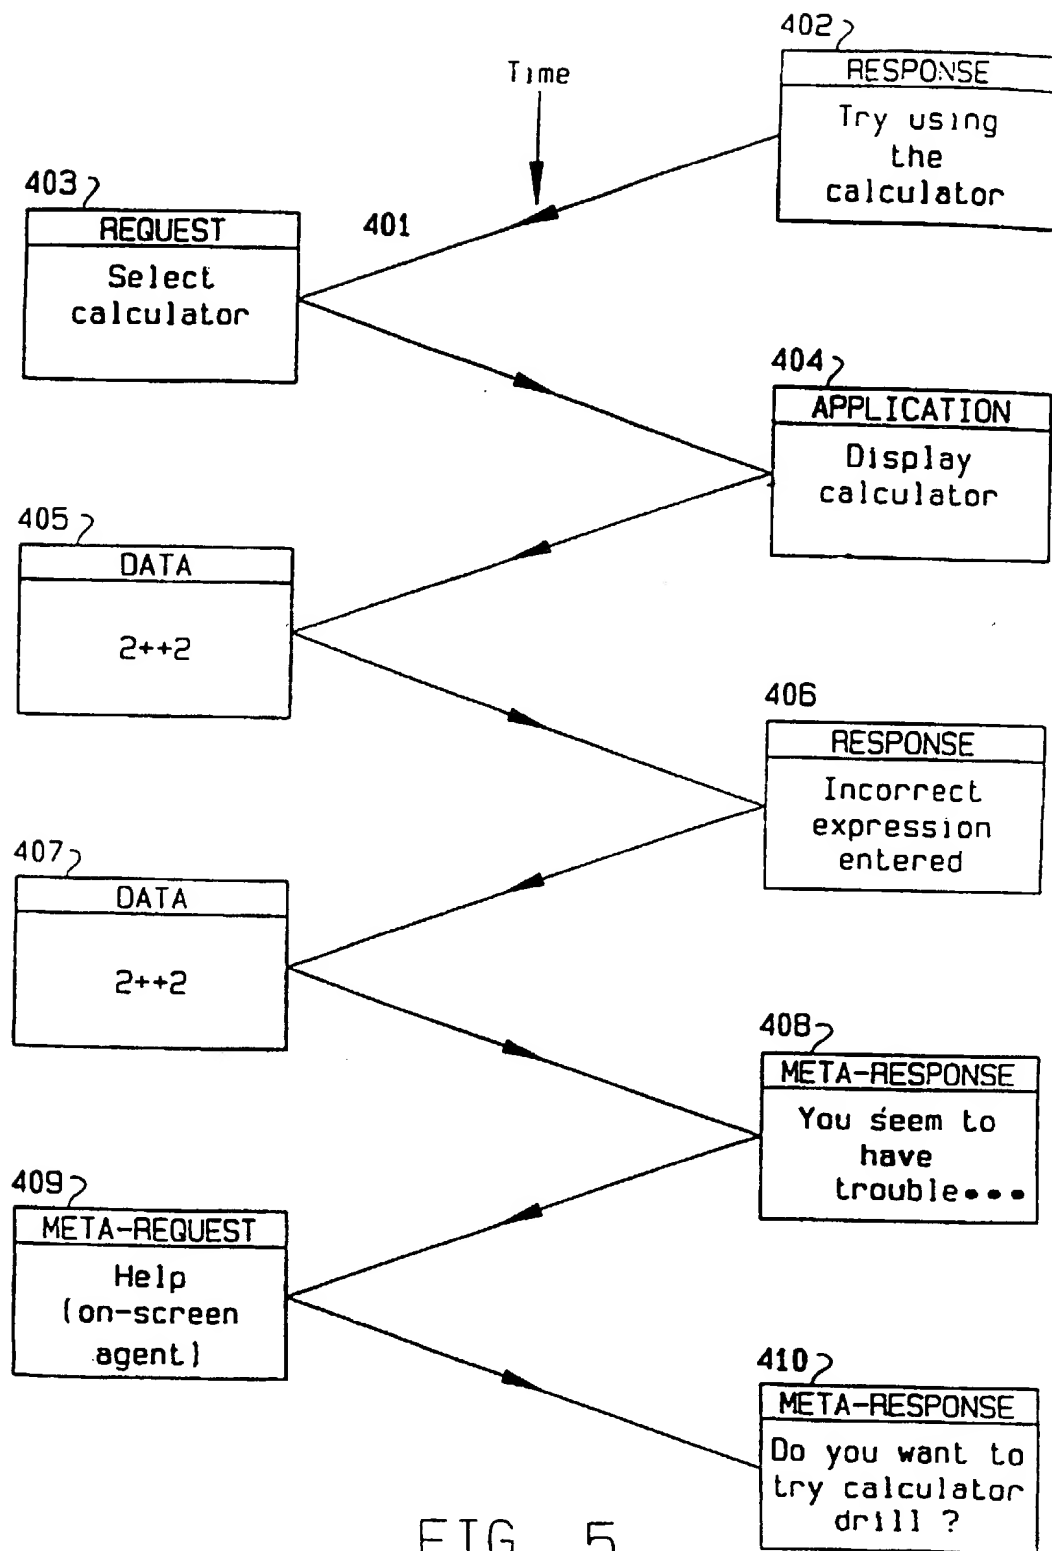 402
RESPONSE
Try using
the
calculator
Time
403
REQUEST
Select
calculator
401
404
APPLICATION
Display
calculator
405
DATA
2++2
406
RESPONSE
Incorrect
expression
entered
407
DATA
2++2
408
META-RESPONSE
You seem to
have
trouble•••
409
META-REQUEST
Help
(on-screen
agent)
410
META-RESPONSE
Do you want to
try calculator
drill ?
FIG. 5